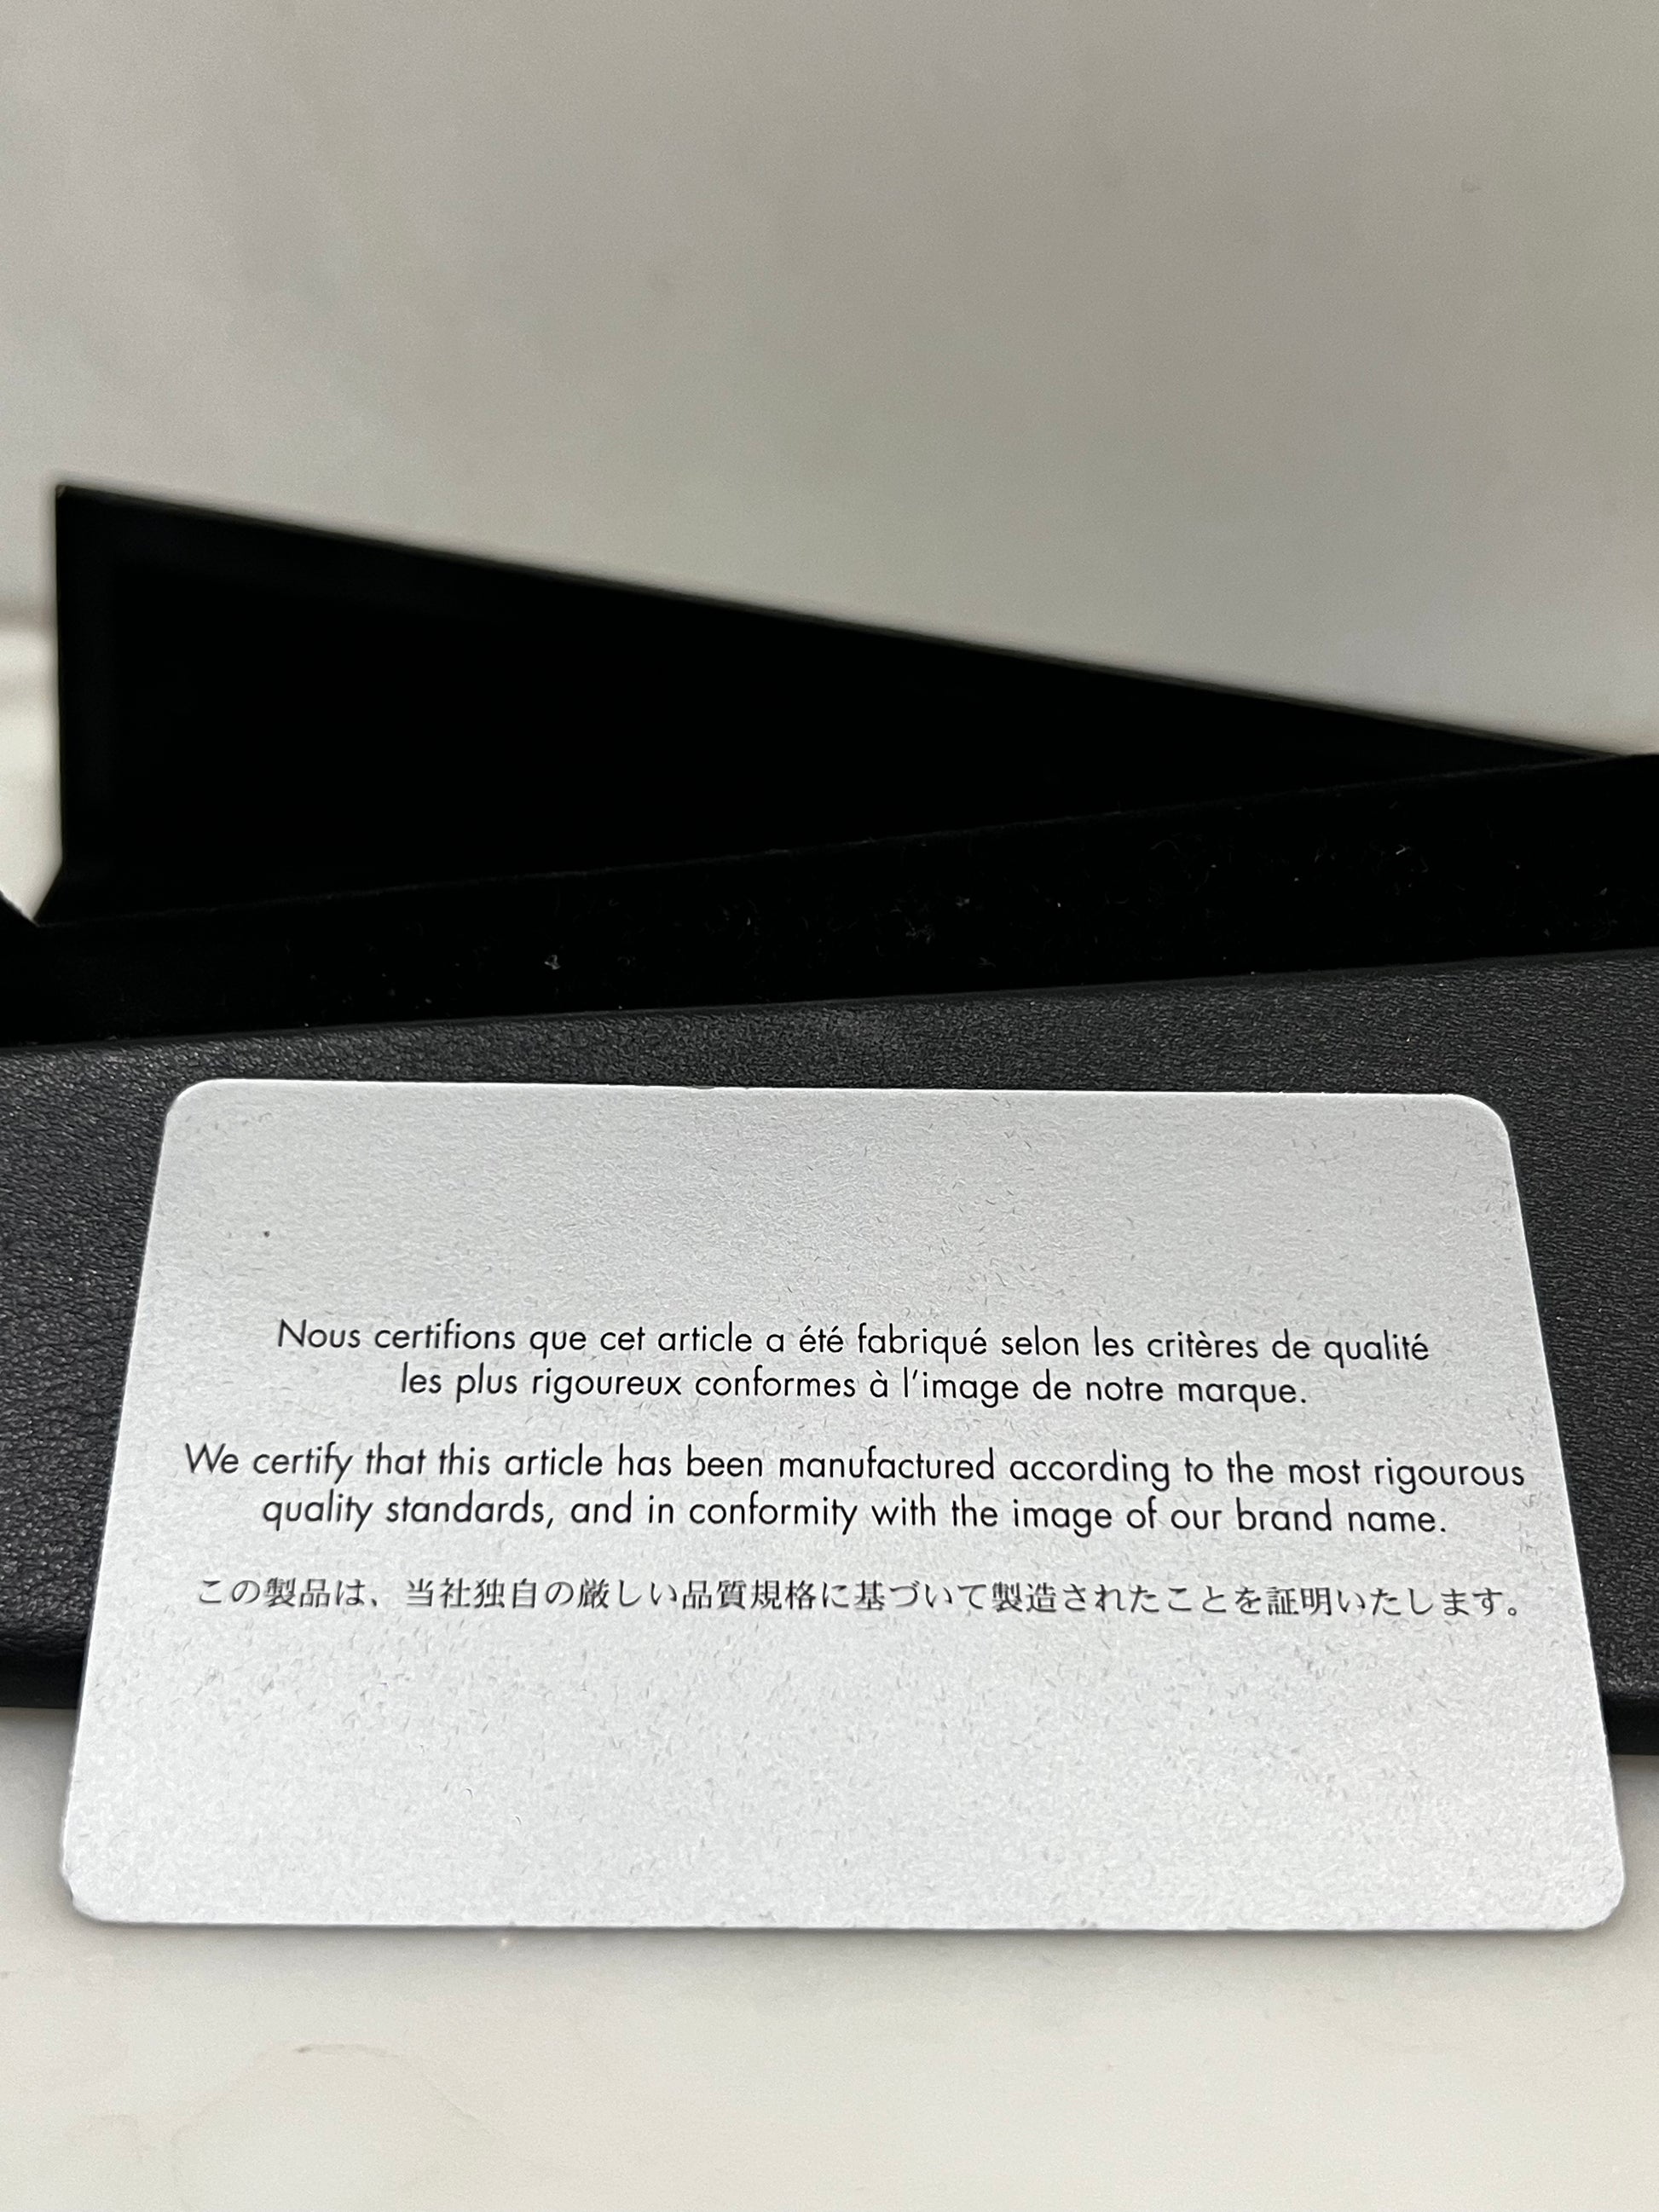 Nous certifions que cet article a été fabriqué selon les critères de qualité
les plus rigoureux conformes à l'image de notre marque.
We certify that this article has been manufactured according to the most rigourous
quality standards, and in conformity with the image of our brand name.
この製品は、当社独自の厳しい品質規格に基づいて製造されたことを証明いたします。